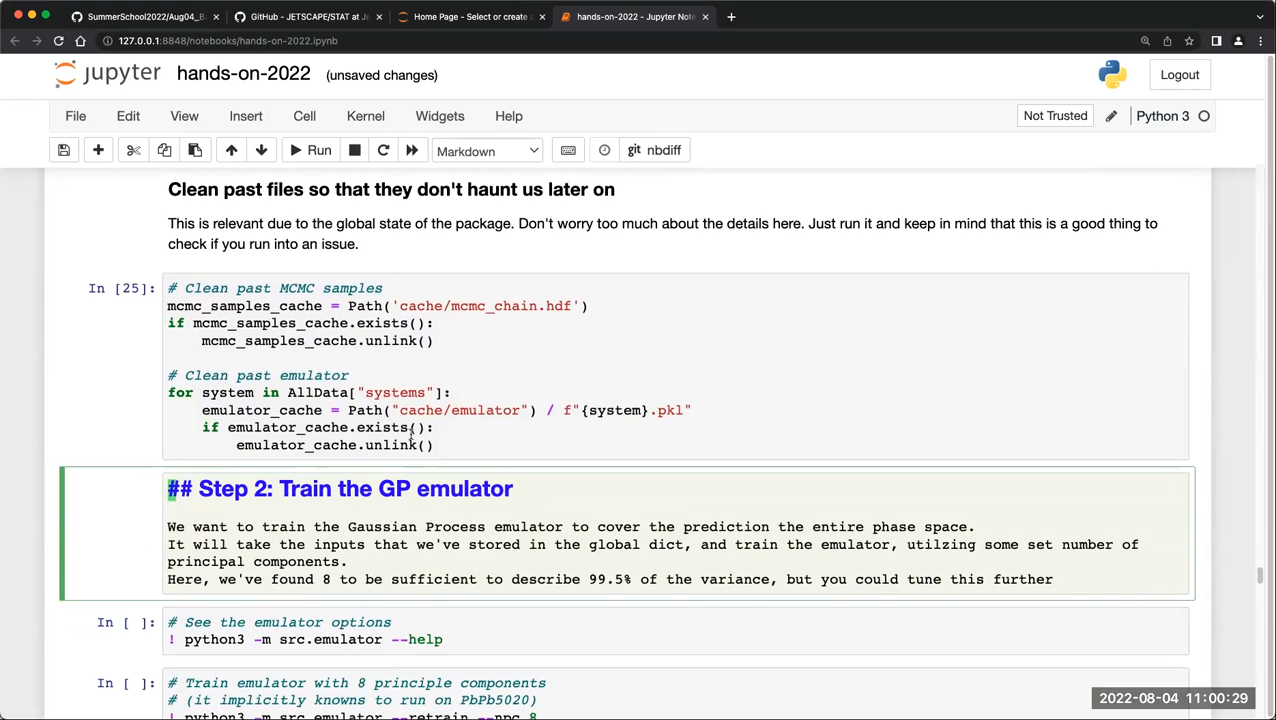 SummerSchool2022/Aug04_B
GitHub - JETSCAPE/STAT at Je
Home Page - Select or create a
hands-on-2022 - Jupyter Note
127.0.0.1:8848/notebooks/hands-on-2022.ipynb
jupyter hands-on-2022 (unsaved changes)
Logout
File Edit View Insert Cell Kernel Widgets Help
Not Trusted
Python 3
Run
Markdown
git nbdiff
Clean past files so that they don't haunt us later on
This is relevant due to the global state of the package. Don't worry too much about the details here. Just run it and keep in mind that this is a good thing to
check if you run into an issue.
In [25]:
# Clean past MCMC samples
mcmc_samples_cache = Path('cache/mcmc_chain.hdf')
if mcmc_samples_cache.exists():
mcmc_samples_cache.unlink()
# Clean past emulator
for system in AllData["systems"]:
emulator_cache = Path("cache/emulator") / f"{system}.pkl"
if emulator_cache.exists():
emulator_cache.unlink()
## Step 2: Train the GP emulator
We want to train the Gaussian Process emulator to cover the prediction the entire phase space.
It will take the inputs that we've stored in the global dict, and train the emulator, utilzing some set number of
principal components.
Here, we've found 8 to be sufficient to describe 99.5% of the variance, but you could tune this further
In [ ]:
# See the emulator options
! python3 -m src.emulator --help
In [ ]:
# Train emulator with 8 principle components
# (it implicitly knowns to run on PbPb5020)
! python3 -m src.emulator --retrain --npc 8
2022-08-04 11:00:29